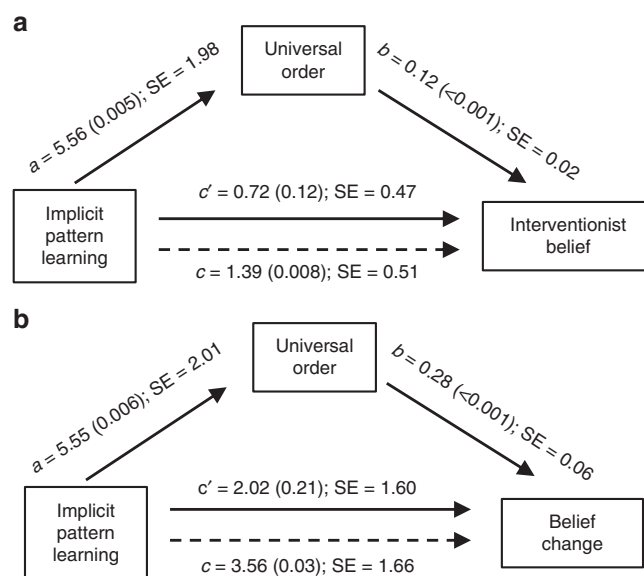 a
Universal
order
a = 5.56 (0.005); SE = 1.98
b = 0.12 (<0.001); SE = 0.02
Implicit
pattern
learning
c′ = 0.72 (0.12); SE = 0.47
c = 1.39 (0.008); SE = 0.51
Interventionist
belief
b
Universal
order
a = 5.55 (0.006); SE = 2.01
b = 0.28 (<0.001); SE = 0.06
Implicit
pattern
learning
c′ = 2.02 (0.21); SE = 1.60
c = 3.56 (0.03); SE = 1.66
Belief
change